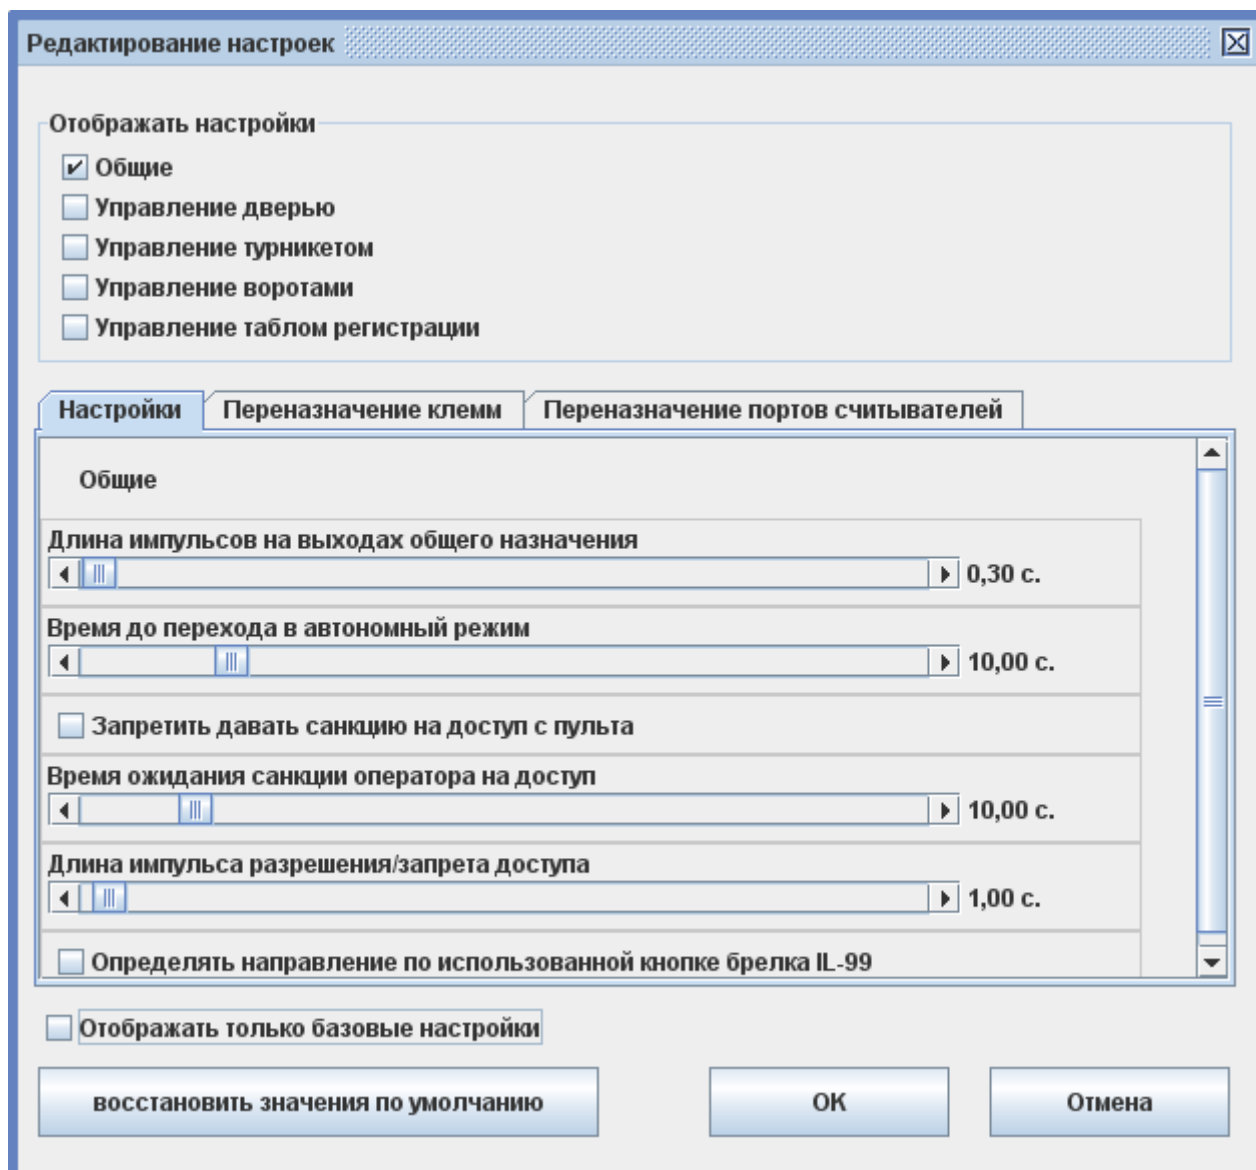 Редактирование настроек
Отображать настройки
Общие
Управление дверью
Управление турникетом
Управление воротами
Управление таблом регистрации
Настройки Переназначение клемм Переназначение портов считывателей
Общие
Длина импульсов на выходах общего назначения
0,30 с.
Время до перехода в автономный режим
10,00 с.
Запретить давать санкцию на доступ с пульта
Время ожидания санкции оператора на доступ
10,00 с.
Длина импульса разрешения/запрета доступа
1,00 с.
Определять направление по использованной кнопке брелка IL-99
Отображать только базовые настройки
восстановить значения по умолчанию OK Отмена